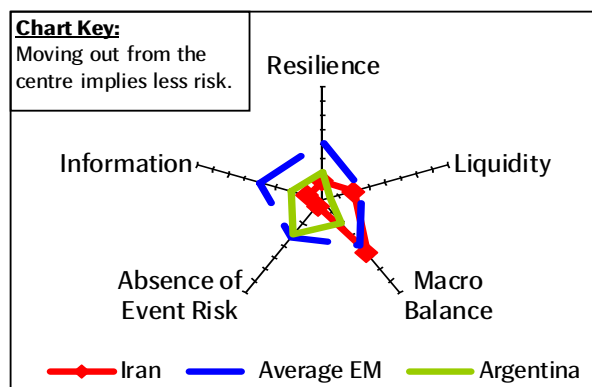 Chart Key:
Moving out from the
centre implies less risk.
Resilience
Information
Liquidity
Absence of
Event Risk
Macro
Balance
Iran
Average EM
Argentina